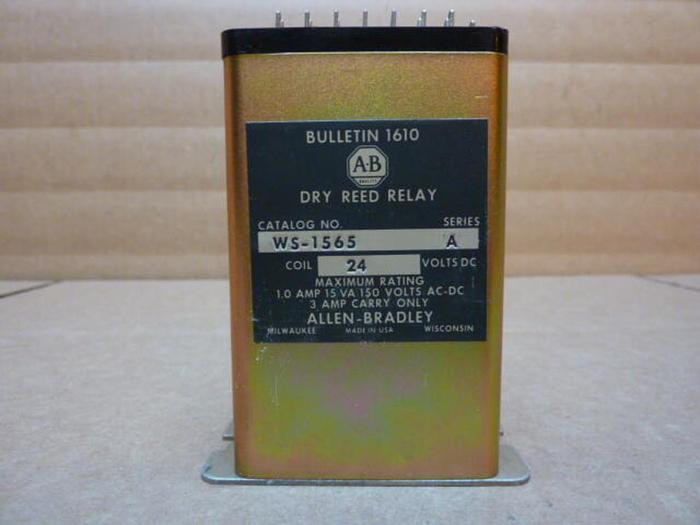 BULLETIN 1610
A-B
QUALITY
DRY REED RELAY
CATALOG NO. SERIES
WS-1565 A
COIL 24 VOLTS DC
MAXIMUM RATING
1.0 AMP 15 VA 150 VOLTS AC-DC
3 AMP CARRY ONLY
ALLEN-BRADLEY
MILWAUKEE MADE IN USA WISCONSIN